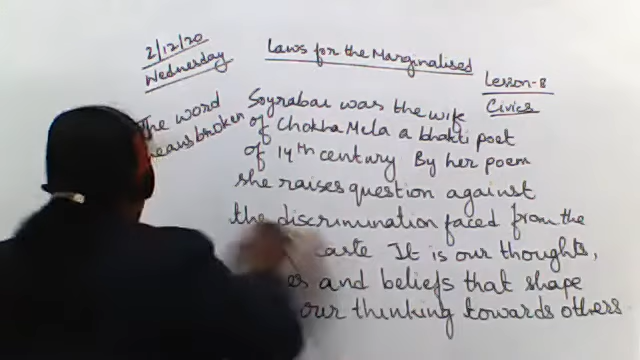 2/12/20
Wednesday
Laws for the Marginalised
Lesson-8
Civics
The word
means broken
Soyrabai was the wife
of Chokha Mela a bhakti poet
of 14th century By her poem
she raises question against
the discrimination faced from the
caste It is our thoughts,
and beliefs that shape
our thinking towards others